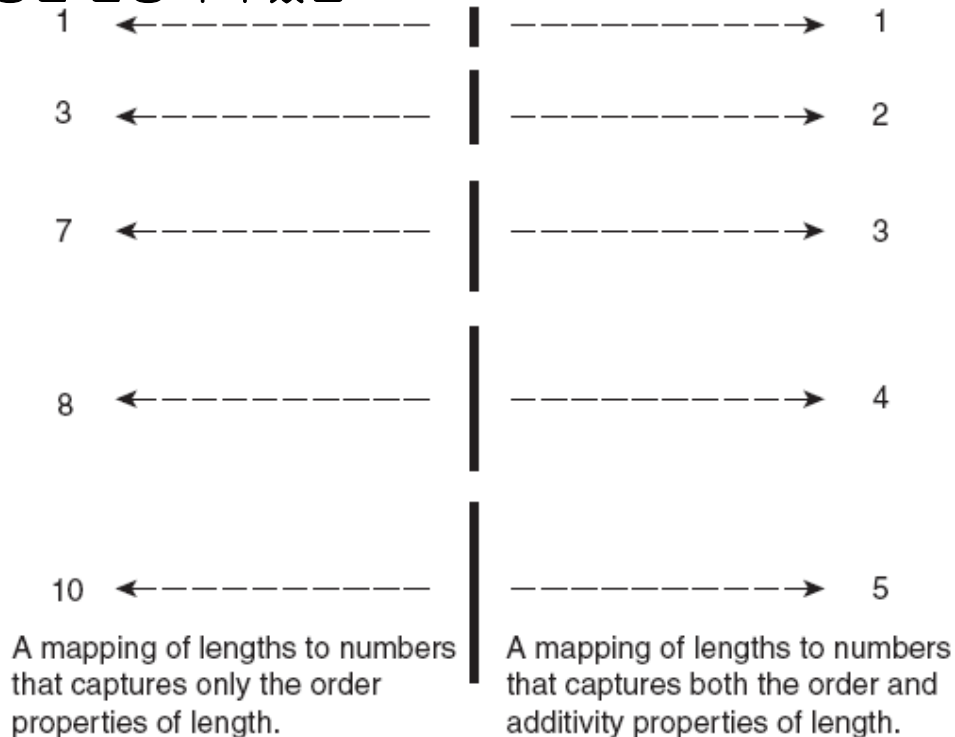 1 1
3 2
7 3
8 4
10 5
A mapping of lengths to numbers
that captures only the order
properties of length.
A mapping of lengths to numbers
that captures both the order and
additivity properties of length.